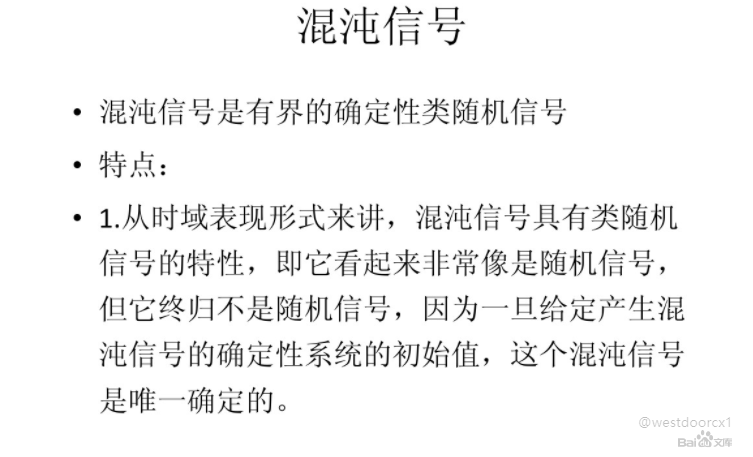 混沌信号
• 混沌信号是有界的确定性类随机信号
• 特点：
• 1.从时域表现形式来讲，混沌信号具有类随机
信号的特性，即它看起来非常像是随机信号，
但它终归不是随机信号，因为一旦给定产生混
沌信号的确定性系统的初始值，这个混沌信号
是唯一确定的。
@westdoorcx1
Bai 文库